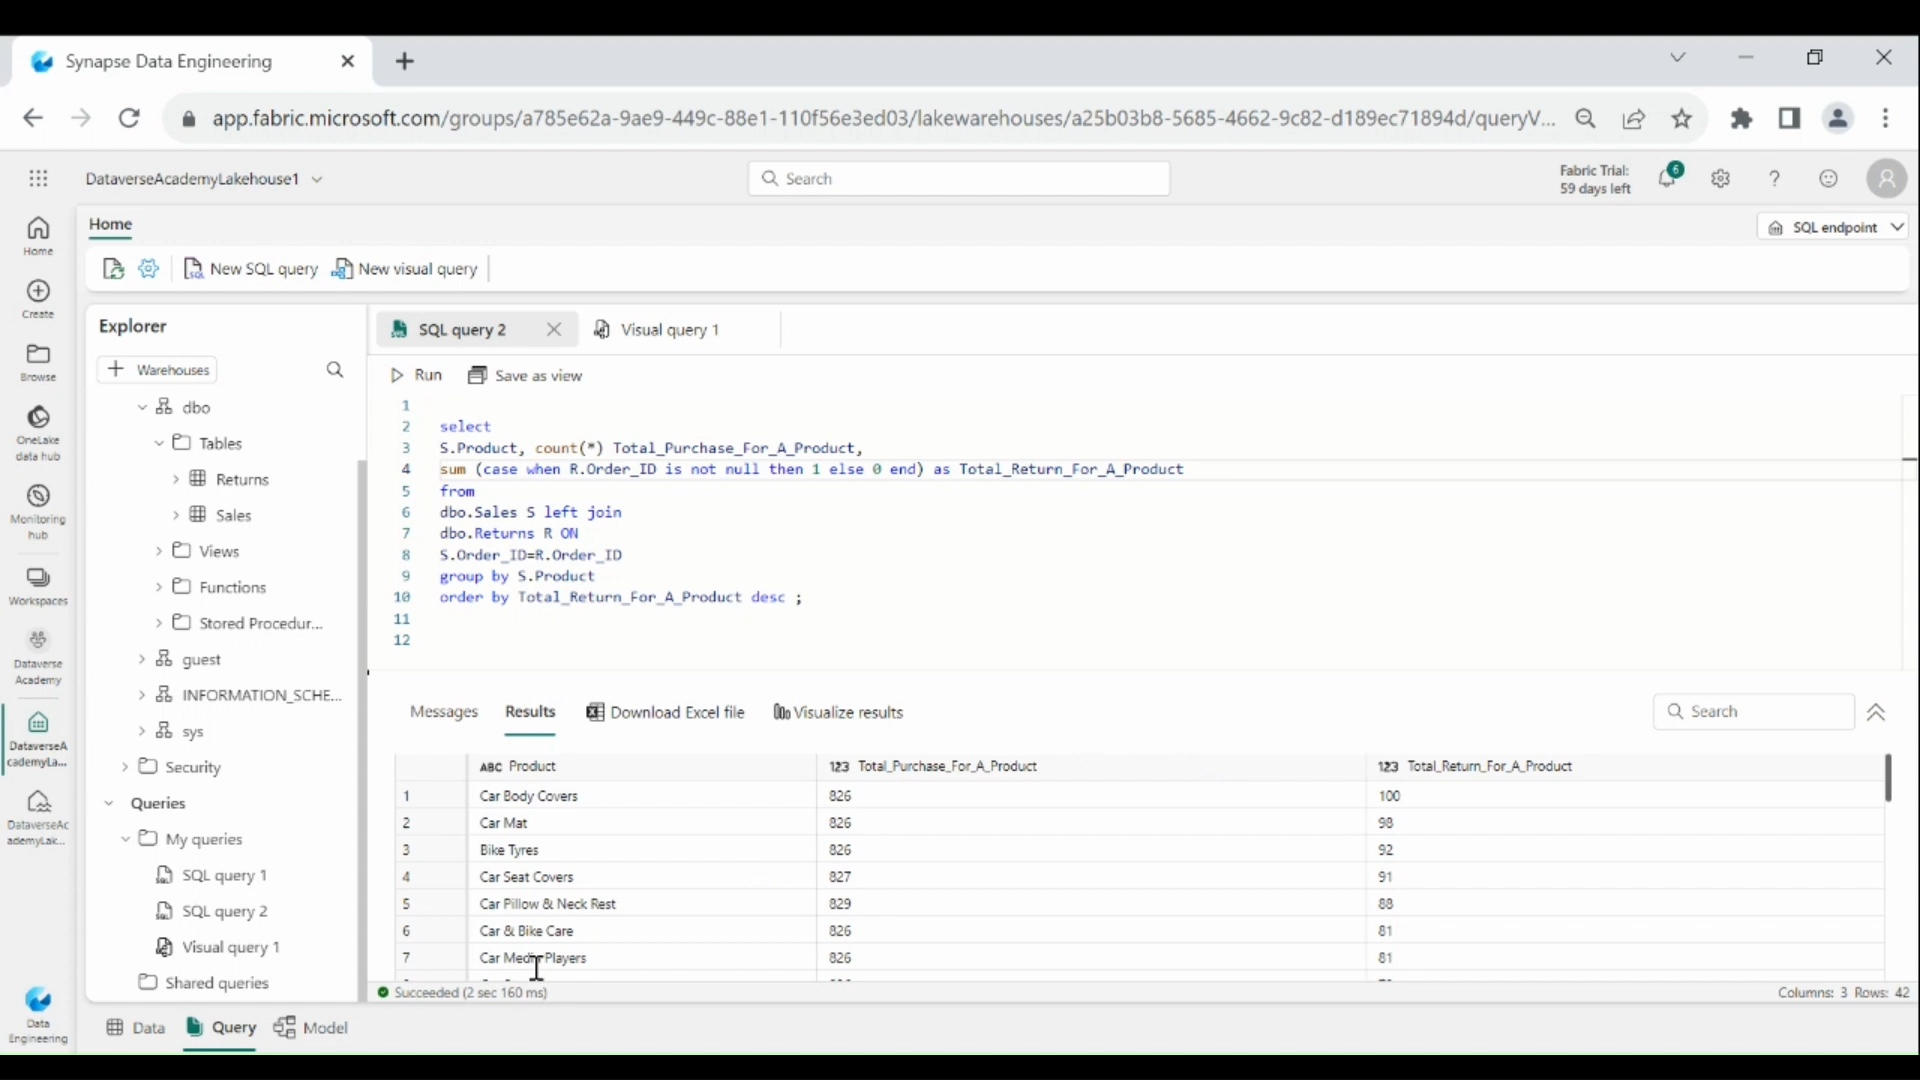 Synapse Data Engineering
app.fabric.microsoft.com/groups/a785e62a-9ae9-449c-88e1-110f56e3ed03/lakewarehouses/a25b03b8-5685-4662-9c82-d189ec71894d/queryV...
DataverseAcademyLakehouse1
Search
Fabric Trial:
59 days left
6
Home
SQL endpoint
New SQL query
New visual query
Home
Create
Browse
OneLake
data hub
Monitoring
hub
Workspaces
Dataverse
Academy
DataverseA
cademyLa...
DataverseAc
ademyLak...
Data
Engineering
Explorer
Warehouses
dbo
Tables
Returns
Sales
Views
Functions
Stored Procedur...
guest
INFORMATION_SCHE...
sys
Security
Queries
My queries
SQL query 1
SQL query 2
Visual query 1
Shared queries
SQL query 2
Visual query 1
Run
Save as view
1
2 select
3 S.Product, count(*) Total_Purchase_For_A_Product,
4 sum (case when R.Order_ID is not null then 1 else 0 end) as Total_Return_For_A_Product
5 from
6 dbo.Sales S left join
7 dbo.Returns R ON
8 S.Order_ID=R.Order_ID
9 group by S.Product
10 order by Total_Return_For_A_Product desc ;
11
12
Messages
Results
Download Excel file
Visualize results
Search
ABC Product 123 Total_Purchase_For_A_Product 123 Total_Return_For_A_Product
1 Car Body Covers 826 100
2 Car Mat 826 98
3 Bike Tyres 826 92
4 Car Seat Covers 827 91
5 Car Pillow & Neck Rest 829 88
6 Car & Bike Care 826 81
7 Car Media Players 826 81
Succeeded (2 sec 160 ms)
Columns: 3 Rows: 42
Data
Query
Model